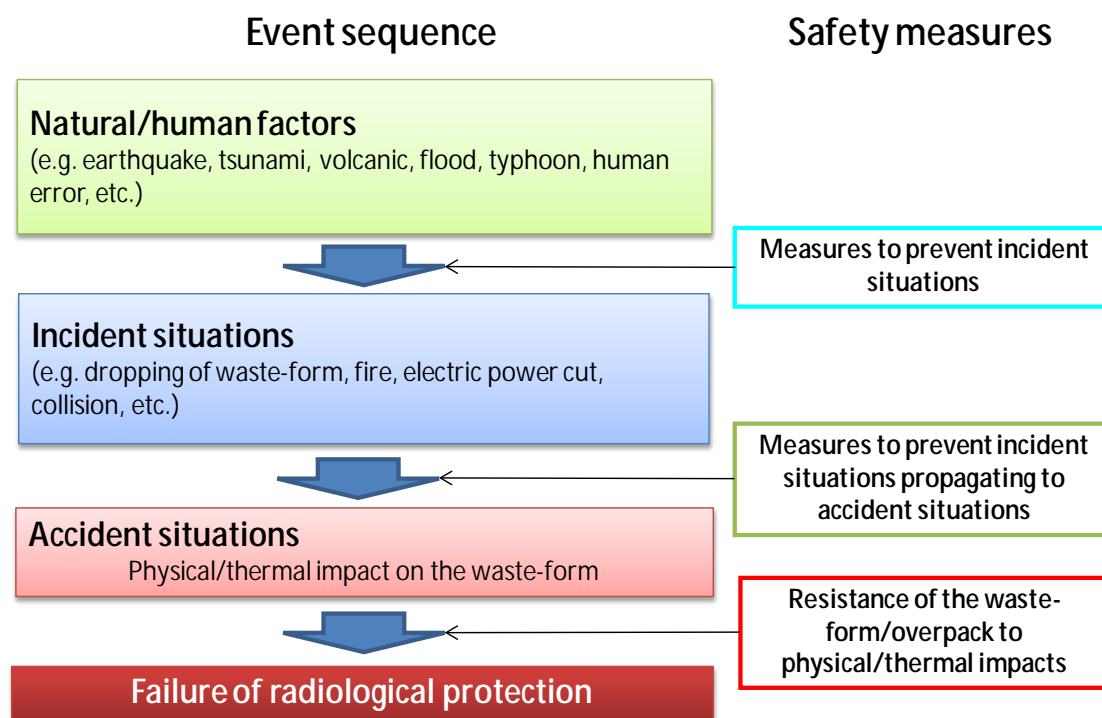 Event sequence
Safety measures
Natural/human factors
(e.g. earthquake, tsunami, volcanic, flood, typhoon, human
error, etc.)
Measures to prevent incident
situations
Incident situations
(e.g. dropping of waste-form, fire, electric power cut,
collision, etc.)
Measures to prevent incident
situations propagating to
accident situations
Accident situations
Physical/thermal impact on the waste-form
Resistance of the waste-
form/overpack to
physical/thermal impacts
Failure of radiological protection